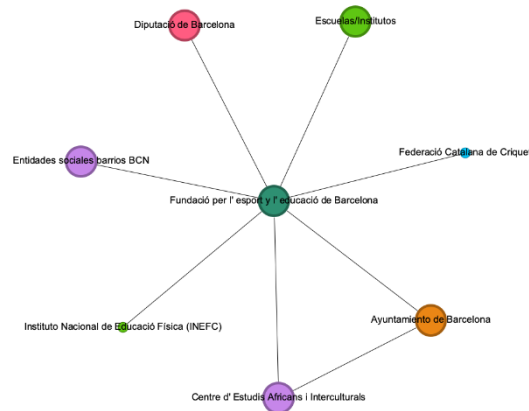 Escuelas/Institutos
Diputació de Barcelona
Federació Catalana de Criquet
Entidades sociales barrios BCN
Fundació per l' esport y l' educació de Barcelona
Ayuntamiento de Barcelona
Instituto Nacional de Educació Física (INEFC)
Centre d' Estudis Africans i Interculturals